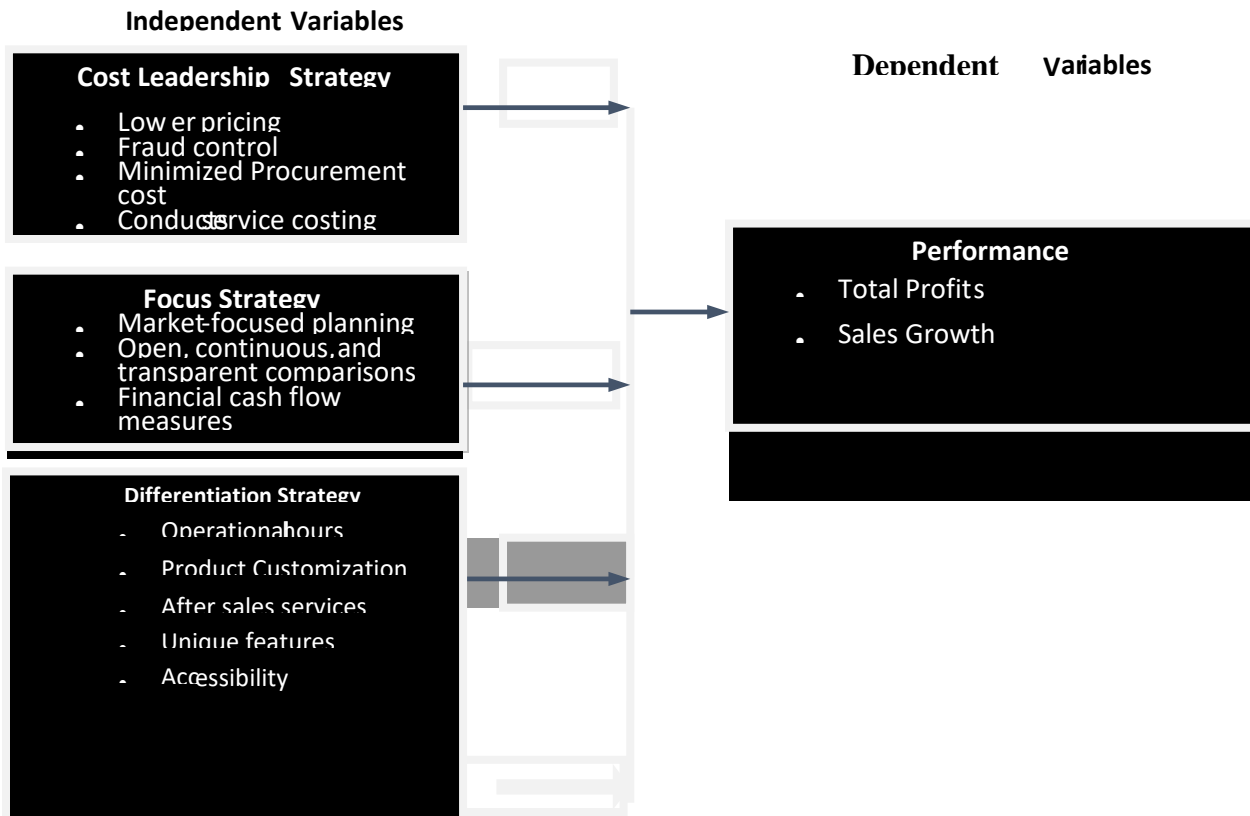 Independent Variables
Cost Leadership Strategy
• Lower pricing
• Fraud control
• Minimized Procurement
cost
• Conducts service costing
Focus Strategy
• Market-focused planning
• Open, continuous, and
transparent comparisons
• Financial cash flow
measures
Differentiation Strategy
• Operational hours
• Product Customization
• After sales services
• Unique features
• Accessibility
Dependent Variables
Performance
• Total Profits
• Sales Growth